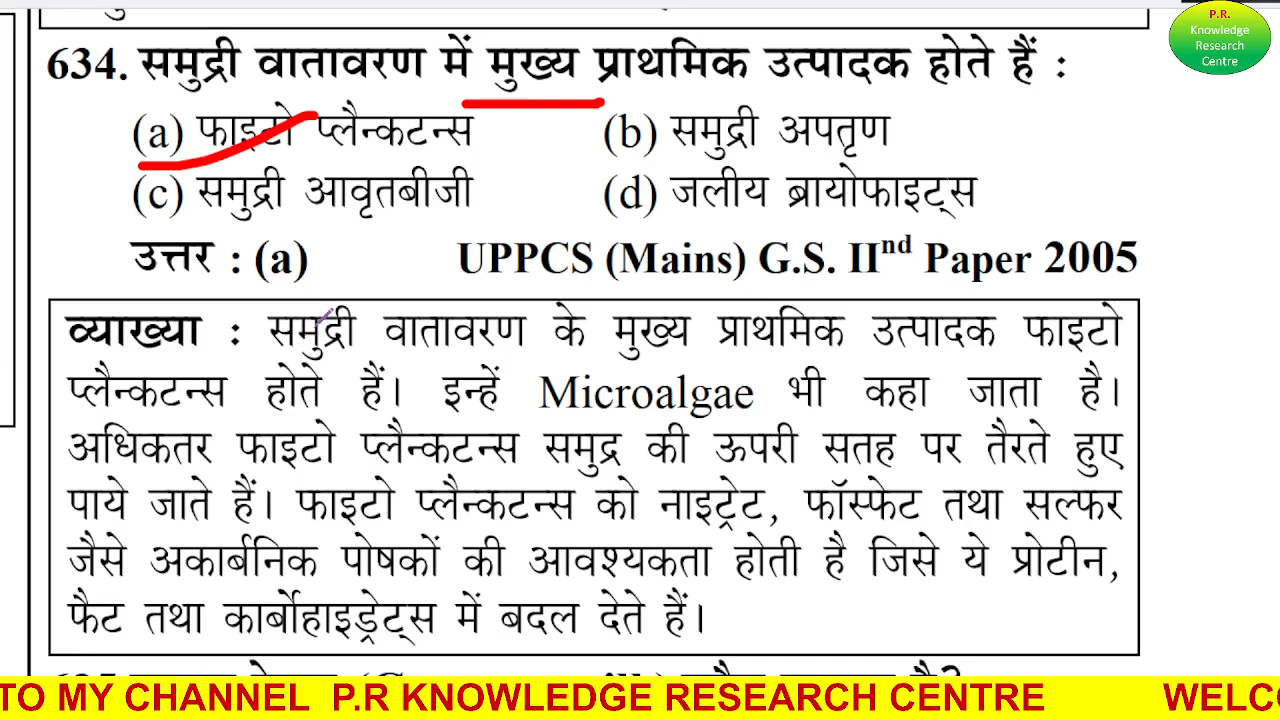 P.R.
Knowledge
Research
Centre
634. समुद्री वातावरण में मुख्य प्राथमिक उत्पादक होते हैं :
(a) फाइटो प्लैन्कटन्स (b) समुद्री अपतृण
(c) समुद्री आवृतबीजी (d) जलीय ब्रायोफाइट्स
उत्तर : (a) UPPCS (Mains) G.S. IInd Paper 2005
व्याख्या : समुद्री वातावरण के मुख्य प्राथमिक उत्पादक फाइटो
प्लैन्कटन्स होते हैं। इन्हें Microalgae भी कहा जाता है।
अधिकतर फाइटो प्लैन्कटन्स समुद्र की ऊपरी सतह पर तैरते हुए
पाये जाते हैं। फाइटो प्लैन्कटन्स को नाइट्रेट, फॉस्फेट तथा सल्फर
जैसे अकार्बनिक पोषकों की आवश्यकता होती है जिसे ये प्रोटीन,
फैट तथा कार्बोहाइड्रेट्स में बदल देते हैं।
TO MY CHANNEL P.R KNOWLEDGE RESEARCH CENTRE WELCO